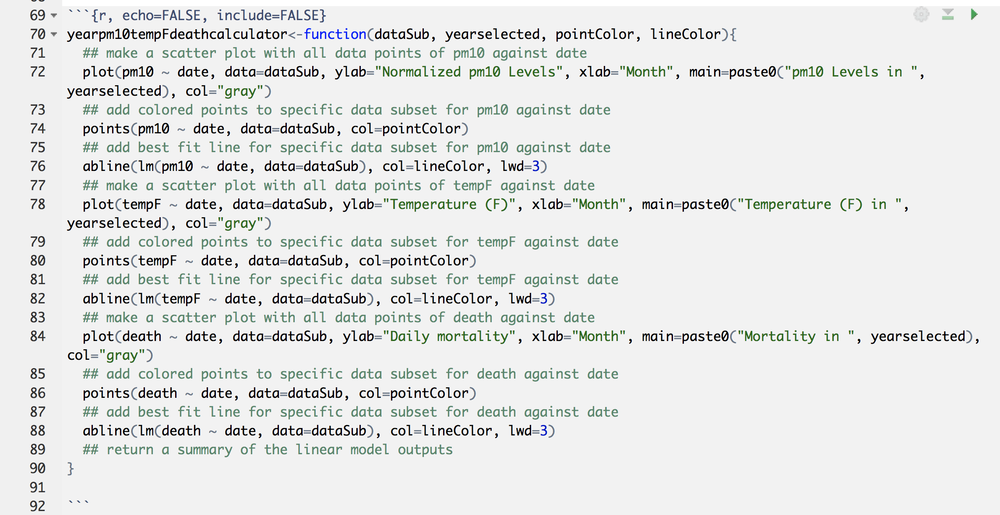 69 ```{r, echo=FALSE, include=FALSE}
70 yearpm10tempFdeathcalculator<-function(dataSub, yearselected, pointColor, lineColor){
71   ## make a scatter plot with all data points of pm10 against date
72   plot(pm10 ~ date, data=dataSub, ylab="Normalized pm10 Levels", xlab="Month", main=paste0("pm10 Levels in ",
yearselected), col="gray")
73   ## add colored points to specific data subset for pm10 against date
74   points(pm10 ~ date, data=dataSub, col=pointColor)
75   ## add best fit line for specific data subset for pm10 against date
76   abline(lm(pm10 ~ date, data=dataSub), col=lineColor, lwd=3)
77   ## make a scatter plot with all data points of tempF against date
78   plot(tempF ~ date, data=dataSub, ylab="Temperature (F)", xlab="Month", main=paste0("Temperature (F) in ",
yearselected), col="gray")
79   ## add colored points to specific data subset for tempF against date
80   points(tempF ~ date, data=dataSub, col=pointColor)
81   ## add best fit line for specific data subset for tempF against date
82   abline(lm(tempF ~ date, data=dataSub), col=lineColor, lwd=3)
83   ## make a scatter plot with all data points of death against date
84   plot(death ~ date, data=dataSub, ylab="Daily mortality", xlab="Month", main=paste0("Mortality in ", yearselected),
col="gray")
85   ## add colored points to specific data subset for death against date
86   points(death ~ date, data=dataSub, col=pointColor)
87   ## add best fit line for specific data subset for death against date
88   abline(lm(death ~ date, data=dataSub), col=lineColor, lwd=3)
89   ## return a summary of the linear model outputs
90 }
91
92 ```